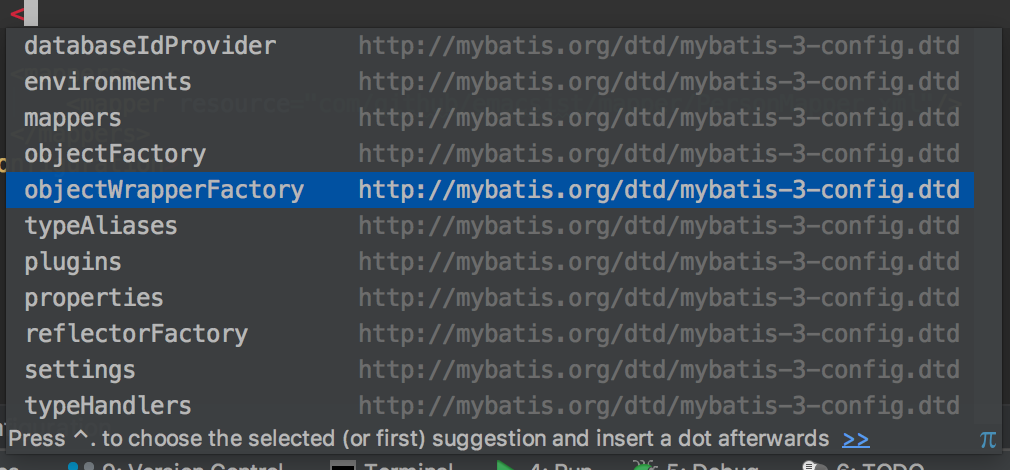 <
databaseIdProvider http://mybatis.org/dtd/mybatis-3-config.dtd
environments http://mybatis.org/dtd/mybatis-3-config.dtd
mappers http://mybatis.org/dtd/mybatis-3-config.dtd
objectFactory http://mybatis.org/dtd/mybatis-3-config.dtd
objectWrapperFactory http://mybatis.org/dtd/mybatis-3-config.dtd
typeAliases http://mybatis.org/dtd/mybatis-3-config.dtd
plugins http://mybatis.org/dtd/mybatis-3-config.dtd
properties http://mybatis.org/dtd/mybatis-3-config.dtd
reflectorFactory http://mybatis.org/dtd/mybatis-3-config.dtd
settings http://mybatis.org/dtd/mybatis-3-config.dtd
typeHandlers http://mybatis.org/dtd/mybatis-3-config.dtd
Press ^. to choose the selected (or first) suggestion and insert a dot afterwards >> π
9: Version Control Terminal 4: Run 5: Debug 6: TODO